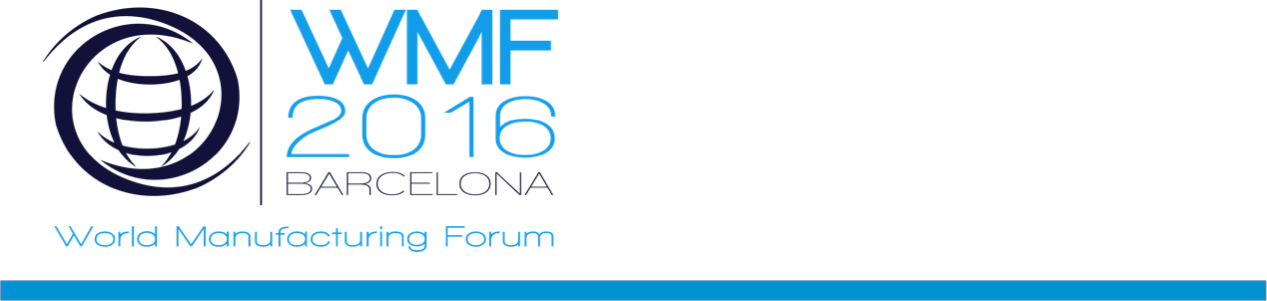 WMF
2016
BARCELONA
World Manufacturing Forum